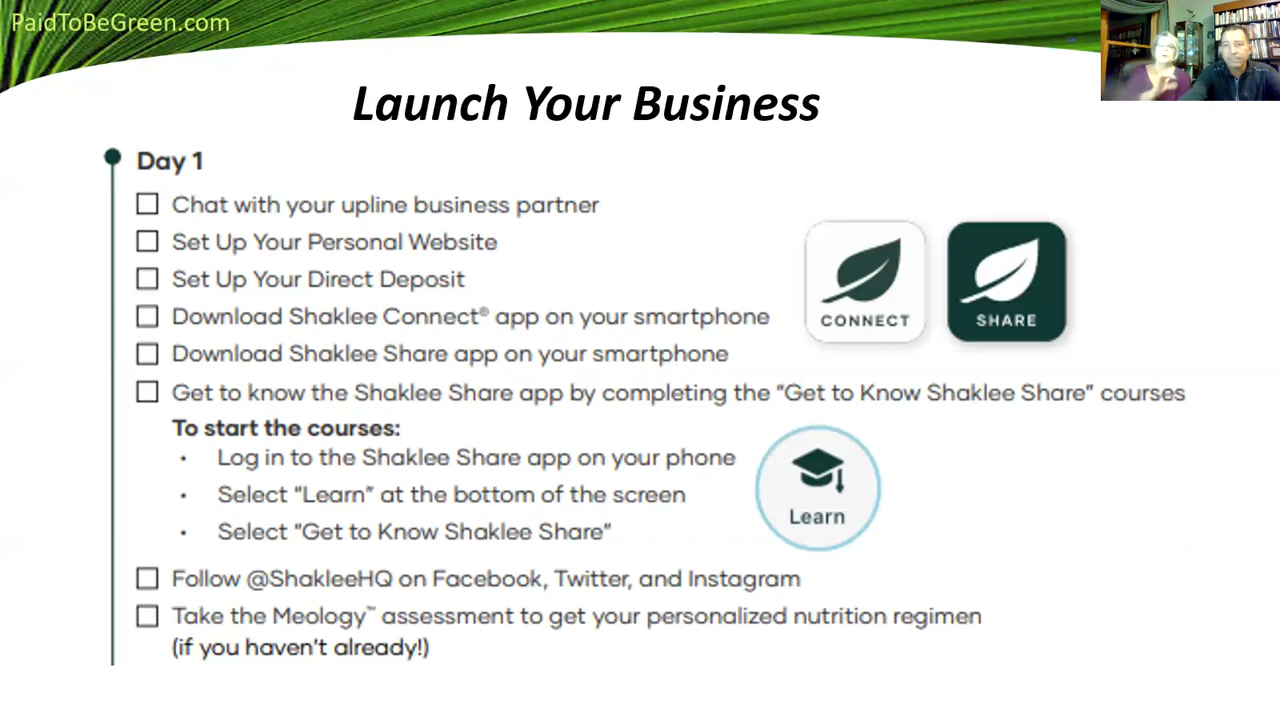 PaidToBeGreen.com
Launch Your Business
Day 1
Chat with your upline business partner
Set Up Your Personal Website
Set Up Your Direct Deposit
Download Shaklee Connect® app on your smartphone
CONNECT
SHARE
Download Shaklee Share app on your smartphone
Get to know the Shaklee Share app by completing the "Get to Know Shaklee Share" courses
To start the courses:
• Log in to the Shaklee Share app on your phone
• Select "Learn" at the bottom of the screen
• Select "Get to Know Shaklee Share"
Learn
Follow @ShakleeHQ on Facebook, Twitter, and Instagram
Take the Meology™ assessment to get your personalized nutrition regimen
(if you haven't already!)